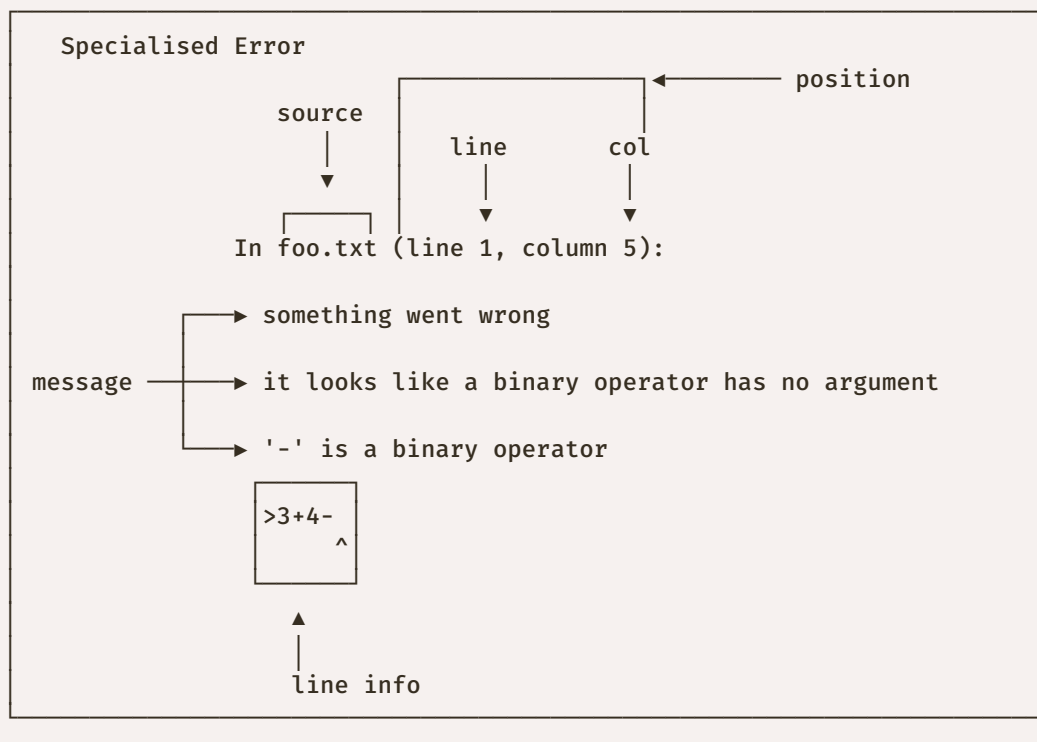 Specialised Error
position
source
line col
In foo.txt (line 1, column 5):
something went wrong
message it looks like a binary operator has no argument
'-' is a binary operator
>3+4-
^
line info